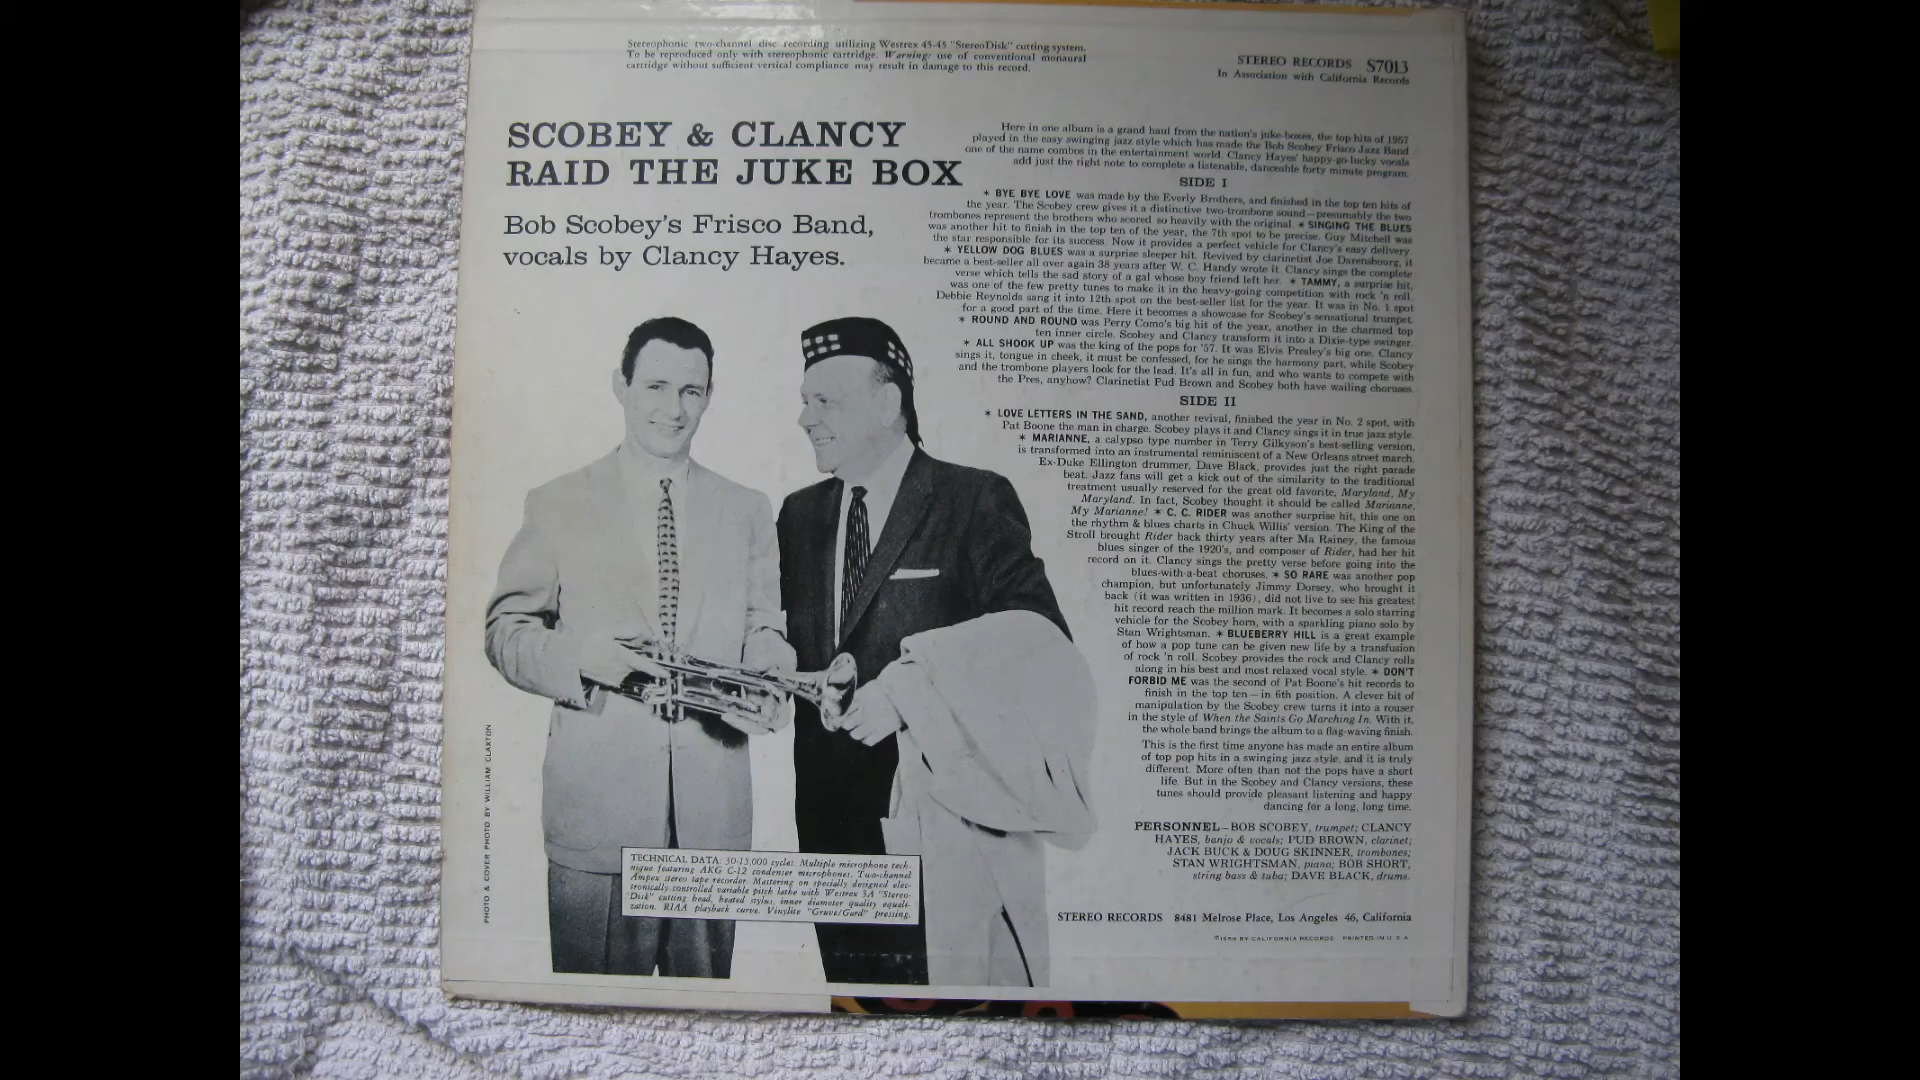 Stereophonic two-channel disc recording utilizing Westrex 45-45 "StereoDisk" cutting system.
To be reproduced only with stereophonic cartridge. Warning: use of conventional monaural
cartridge without sufficient vertical compliance may result in damage to this record.
STEREO RECORDS S7013
In Association with California Records
SCOBEY & CLANCY
RAID THE JUKE BOX
Bob Scobey's Frisco Band,
vocals by Clancy Hayes.
Here in one album is a grand haul from the nation's juke-boxes, the top hits of 1957
played in the easy swinging jazz style which has made the Bob Scobey Frisco Jazz Band
one of the name combos in the entertainment world. Clancy Hayes' happy-go-lucky vocals
add just the right note to complete a listenable, danceable forty minute program.
SIDE I
* BYE BYE LOVE was made by the Everly Brothers, and finished in the top ten hits of
the year. The Scobey crew gives it a distinctive two-trombone sound—presumably the two
trombones represent the brothers who scored so heavily with the original. * SINGING THE BLUES
was another hit to finish in the top ten of the year, the 7th spot to be precise. Guy Mitchell was
the star responsible for its success. Now it provides a perfect vehicle for Clancy's easy delivery.
* YELLOW DOG BLUES was a surprise sleeper hit. Revived by clarinetist Joe Darensbourg, it
became a best-seller all over again 38 years after W. C. Handy wrote it. Clancy sings the complete
verse which tells the sad story of a gal whose boy friend left her. * TAMMY, a surprise hit,
was one of the few pretty tunes to make it in the heavy-going competition with rock 'n roll.
Debbie Reynolds sang it into 12th spot on the best-seller list for the year. It was in No. 1 spot
for a good part of the time. Here it becomes a showcase for Scobey's sensational trumpet.
* ROUND AND ROUND was Perry Como's big hit of the year, another in the charmed top
ten inner circle. Scobey and Clancy transform it into a Dixie-type swinger.
* ALL SHOOK UP was the king of the pops for '57. It was Elvis Presley's big one. Clancy
sings it, tongue in cheek, it must be confessed, for he sings the harmony part, while Scobey
and the trombone players look for the lead. It's all in fun, and who wants to compete with
the Pres, anyhow? Clarinetist Pud Brown and Scobey both have wailing choruses.
SIDE II
* LOVE LETTERS IN THE SAND, another revival, finished the year in No. 2 spot, with
Pat Boone the man in charge. Scobey plays it and Clancy sings it in true jazz style.
* MARIANNE, a calypso type number in Terry Gilkyson's best-selling version,
is transformed into an instrumental reminiscent of a New Orleans street march.
Ex-Duke Ellington drummer, Dave Black, provides just the right parade
beat. Jazz fans will get a kick out of the similarity to the traditional
treatment usually reserved for the great old favorite, Maryland, My
Maryland. In fact, Scobey thought it should be called Marianne,
My Marianne! * C. C. RIDER was another surprise hit, this one on
the rhythm & blues charts in Chuck Willis' version. The King of the
Stroll brought Rider back thirty years after Ma Rainey, the famous
blues singer of the 1920's, and composer of Rider, had her hit
record on it. Clancy sings the pretty verse before going into the
blues-with-a-beat choruses. * SO RARE was another pop
champion, but unfortunately Jimmy Dorsey, who brought it
back (it was written in 1936), did not live to see his greatest
hit record reach the million mark. It becomes a solo starring
vehicle for the Scobey horn, with a sparkling piano solo by
Stan Wrightsman. * BLUEBERRY HILL is a great example
of how a pop tune can be given new life by a transfusion
of rock 'n roll. Scobey provides the rock and Clancy rolls
along in his best and most relaxed vocal style. * DON'T
FORBID ME was the second of Pat Boone's hit records to
finish in the top ten—in 6th position. A clever bit of
manipulation by the Scobey crew turns it into a rouser
in the style of When the Saints Go Marching In. With it,
the whole band brings the album to a flag-waving finish.
This is the first time anyone has made an entire album
of top pop hits in a swinging jazz style, and it is truly
different. More often than not the pops have a short
life. But in the Scobey and Clancy versions, these
tunes should provide pleasant listening and happy
dancing for a long, long time.
PERSONNEL—BOB SCOBEY, trumpet; CLANCY
HAYES, banjo & vocals; PUD BROWN, clarinet;
JACK BUCK & DOUG SKINNER, trombones;
STAN WRIGHTSMAN, piano; BOB SHORT,
string bass & tuba; DAVE BLACK, drums.
PHOTO & COVER PHOTO BY WILLIAM CLAXTON
TECHNICAL DATA: 30-15,000 cycles. Multiple microphone tech-
nique featuring AKG C-12 condenser microphones. Two-channel
Ampex stereo tape recorder. Mastering on specially designed elec-
tronically controlled variable pitch lathe with Westrex 3A "Stereo-
Disk" cutting head, heated stylus, inner diameter quality equali-
zation. RIAA playback curve. Vinylite "Gruve/Gard" pressing.
STEREO RECORDS 8481 Melrose Place, Los Angeles 46, California
©1958 BY CALIFORNIA RECORDS PRINTED IN U.S.A.